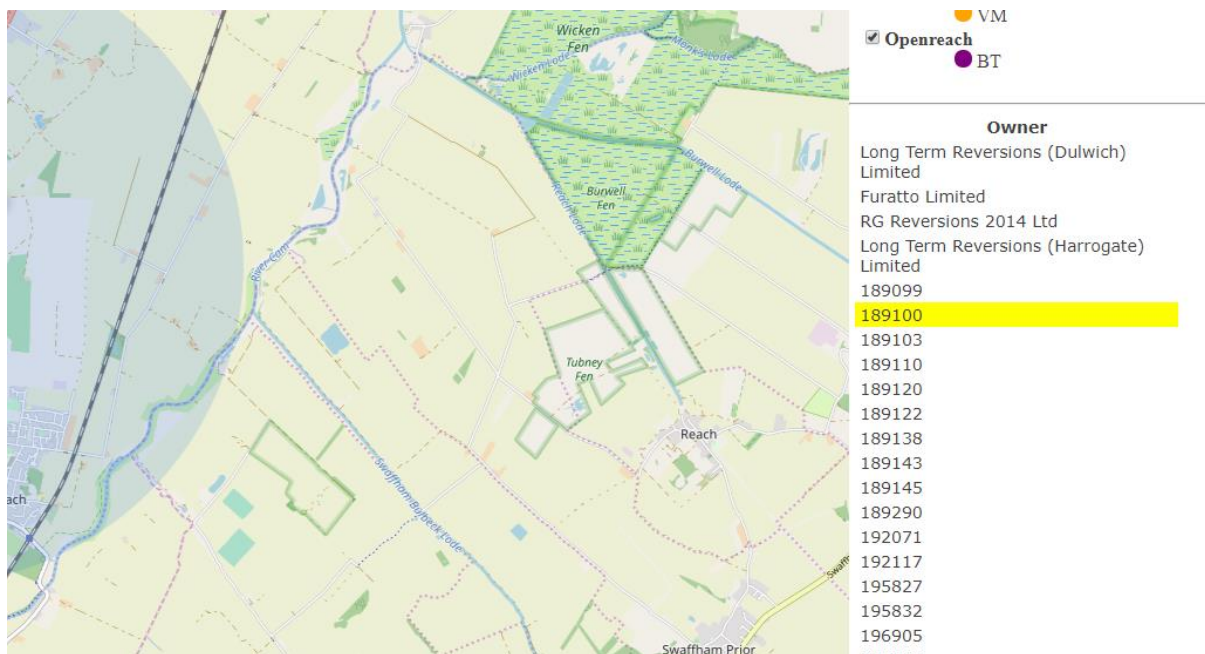 VM
Openreach
BT
Owner
Long Term Reversions (Dulwich)
Limited
Furatto Limited
RG Reversions 2014 Ltd
Long Term Reversions (Harrogate)
Limited
189099
189100
189103
189110
189120
189122
189138
189143
189145
189290
192071
192117
195827
195832
196905
Wicken
Fen
Wicken Lode
Monks Lode
Burwell Lode
Burwell
Fen
Reach Lode
River Cam
Tubney
Fen
Reach
Swaffham Bulbeck Lode
ach
Swaffh
Swaffham Prior